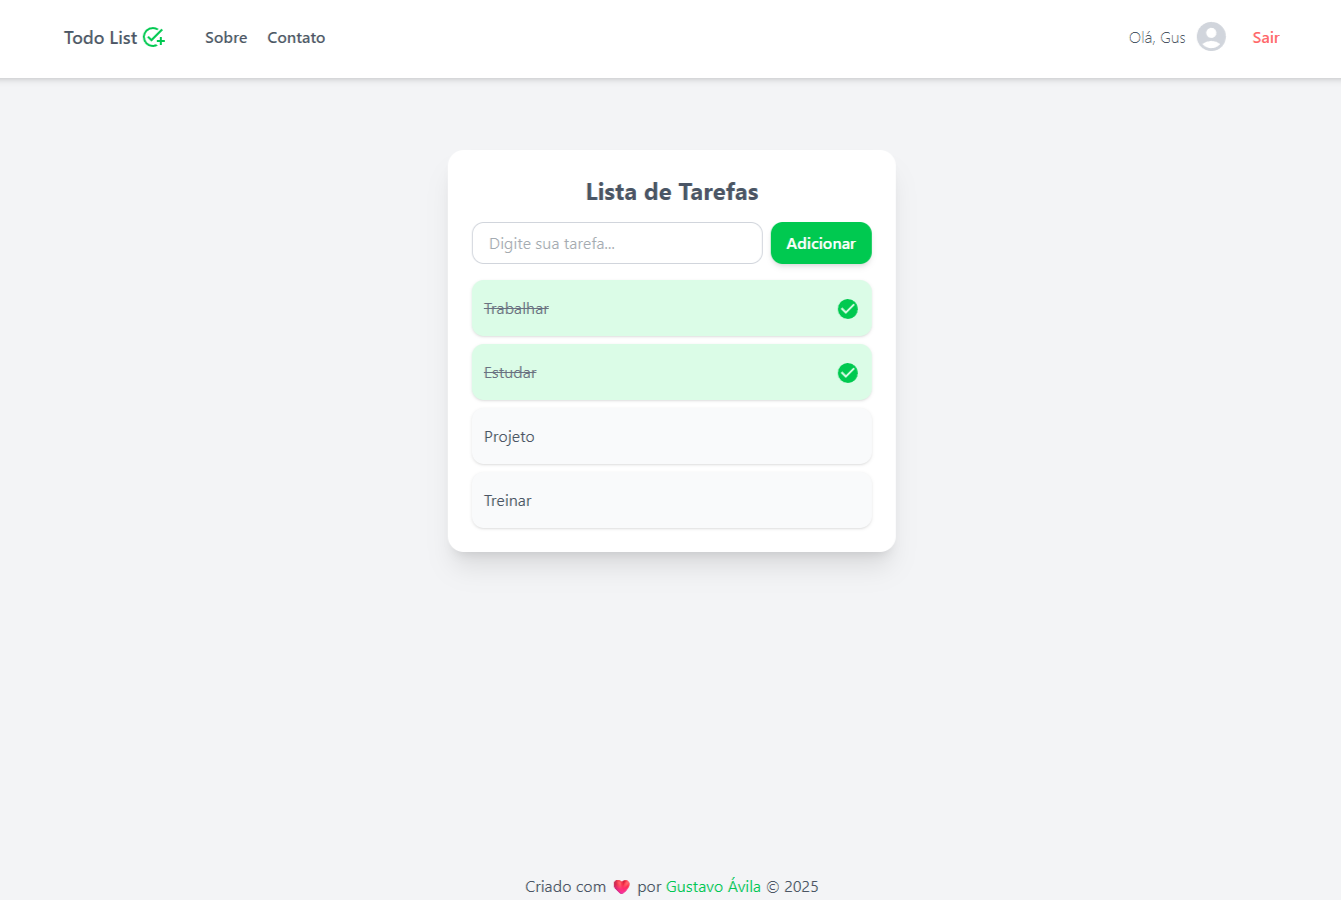 Todo List Sobre Contato Olá, Gus Sair
Lista de Tarefas
Digite sua tarefa... Adicionar
Trabalhar
Estudar
Projeto
Treinar
Criado com ❤️ por Gustavo Ávila © 2025